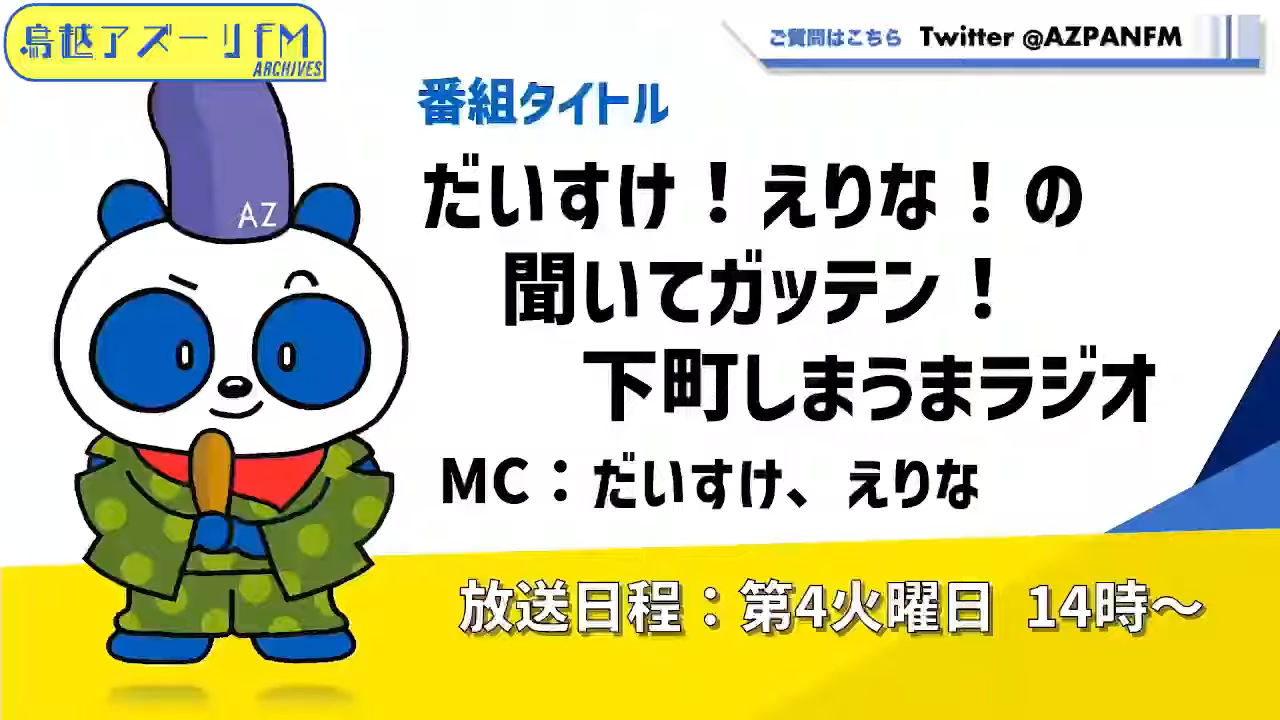 鳥越アズーリFM
ARCHIVES
ご質問はこちら Twitter @AZPANFM
番組タイトル
AZ
だいすけ！えりな！の
聞いてガッテン！
下町しまうまラジオ
MC：だいすけ、えりな
放送日程：第4火曜日 14時～